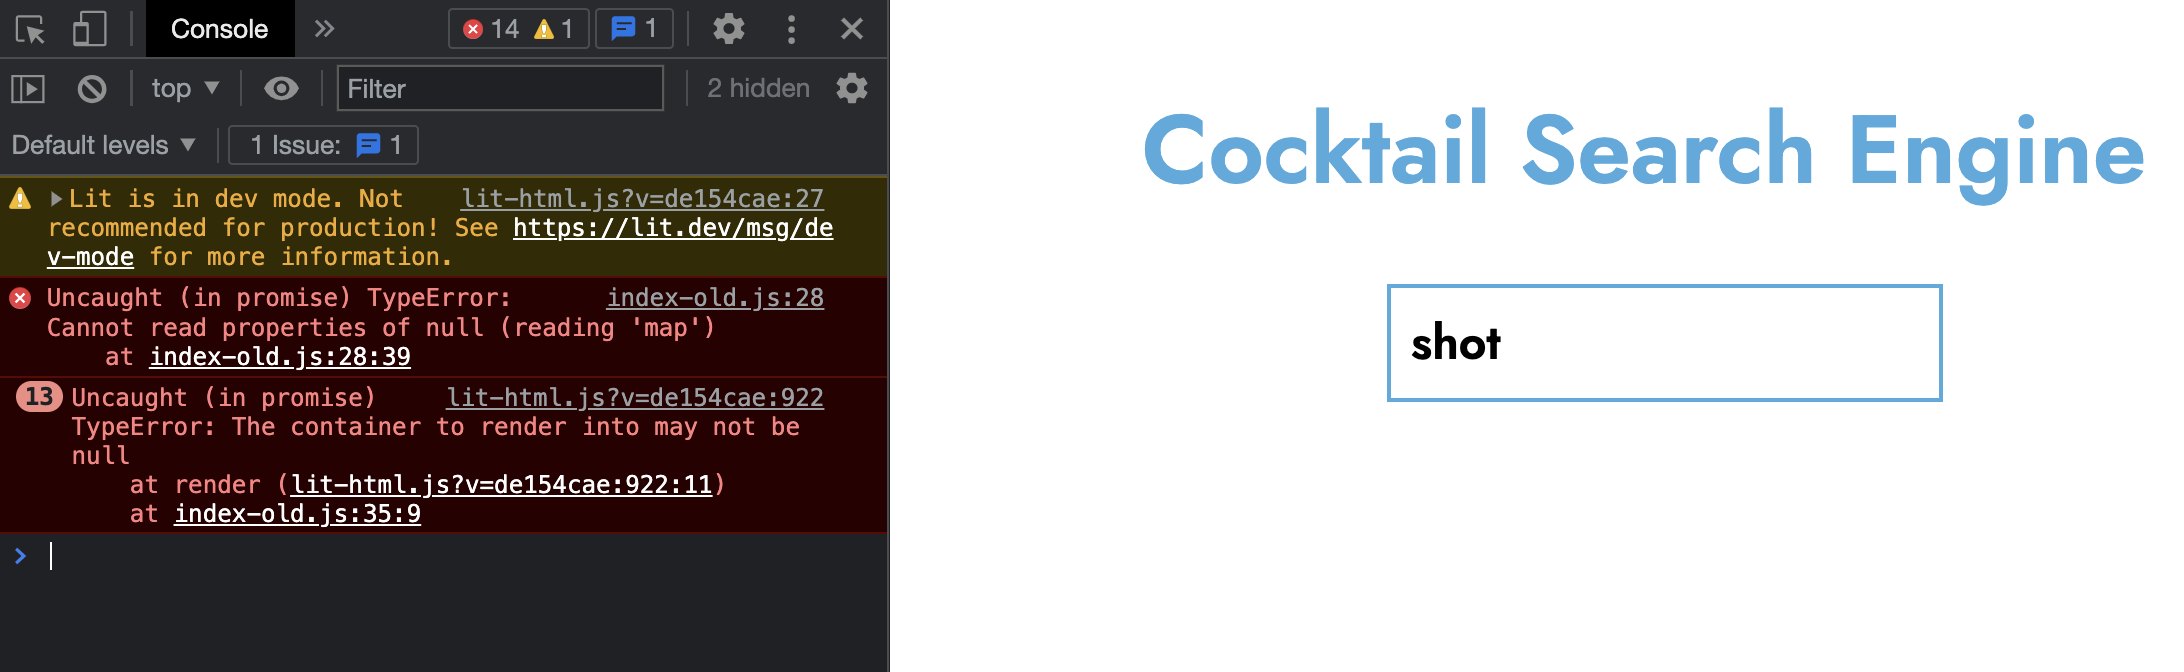 Console
14 1 1
top
Filter
2 hidden
Default levels
1 Issue: 1
Lit is in dev mode. Not lit-html.js?v=de154cae:27
recommended for production! See https://lit.dev/msg/de
v-mode for more information.
Uncaught (in promise) TypeError: index-old.js:28
Cannot read properties of null (reading 'map')
at index-old.js:28:39
13 Uncaught (in promise) lit-html.js?v=de154cae:922
TypeError: The container to render into may not be
null
at render (lit-html.js?v=de154cae:922:11)
at index-old.js:35:9
Cocktail Search Engine
shot